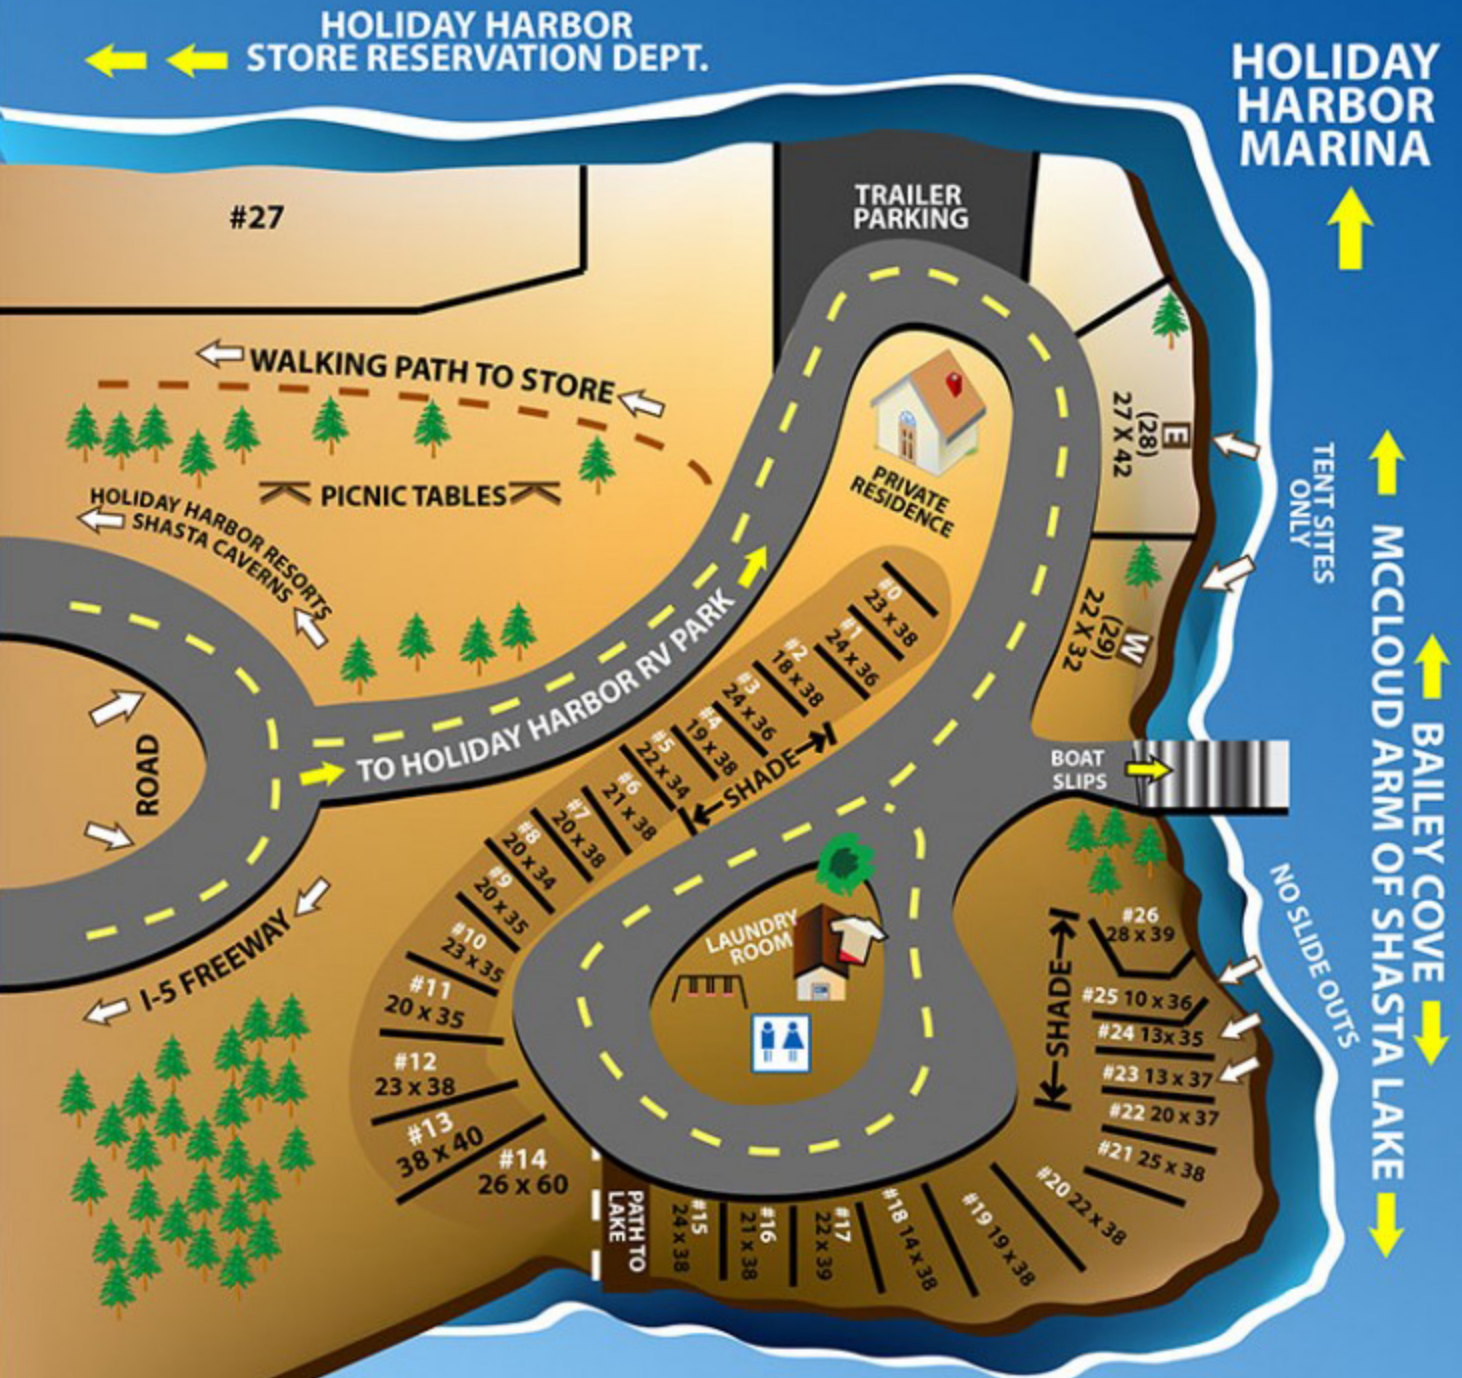 HOLIDAY HARBOR
STORE RESERVATION DEPT.
HOLIDAY
HARBOR
MARINA
#27
TRAILER
PARKING
WALKING PATH TO STORE
PICNIC TABLES
HOLIDAY HARBOR RESORTS
SHASTA CAVERNS
PRIVATE
RESIDENCE
E
(28)
27 X 42
TENT SITES
ONLY
W
(29)
22 X 32
TO HOLIDAY HARBOR RV PARK
ROAD
I-5 FREEWAY
#0
23 x 38
#1
24 x 36
#2
18 x 38
#3
24 x 36
#4
19 x 38
#5
22 x 34
#6
21 x 38
#7
20 x 38
#8
20 x 34
#9
20 x 35
#10
23 x 35
#11
20 x 35
#12
23 x 38
#13
38 x 40
#14
26 x 60
SHADE
BOAT
SLIPS
LAUNDRY
ROOM
PATH TO
LAKE
#15
24 x 38
#16
21 x 38
#17
22 x 39
#18 14 x 38
#19 19 x 38
#20 22 x 38
#21 25 x 38
#22 20 x 37
#23 13 x 37
#24 13x 35
#25 10 x 36
#26
28 x 39
SHADE
NO SLIDE OUTS
BAILEY COVE
MCCLOUD ARM OF SHASTA LAKE